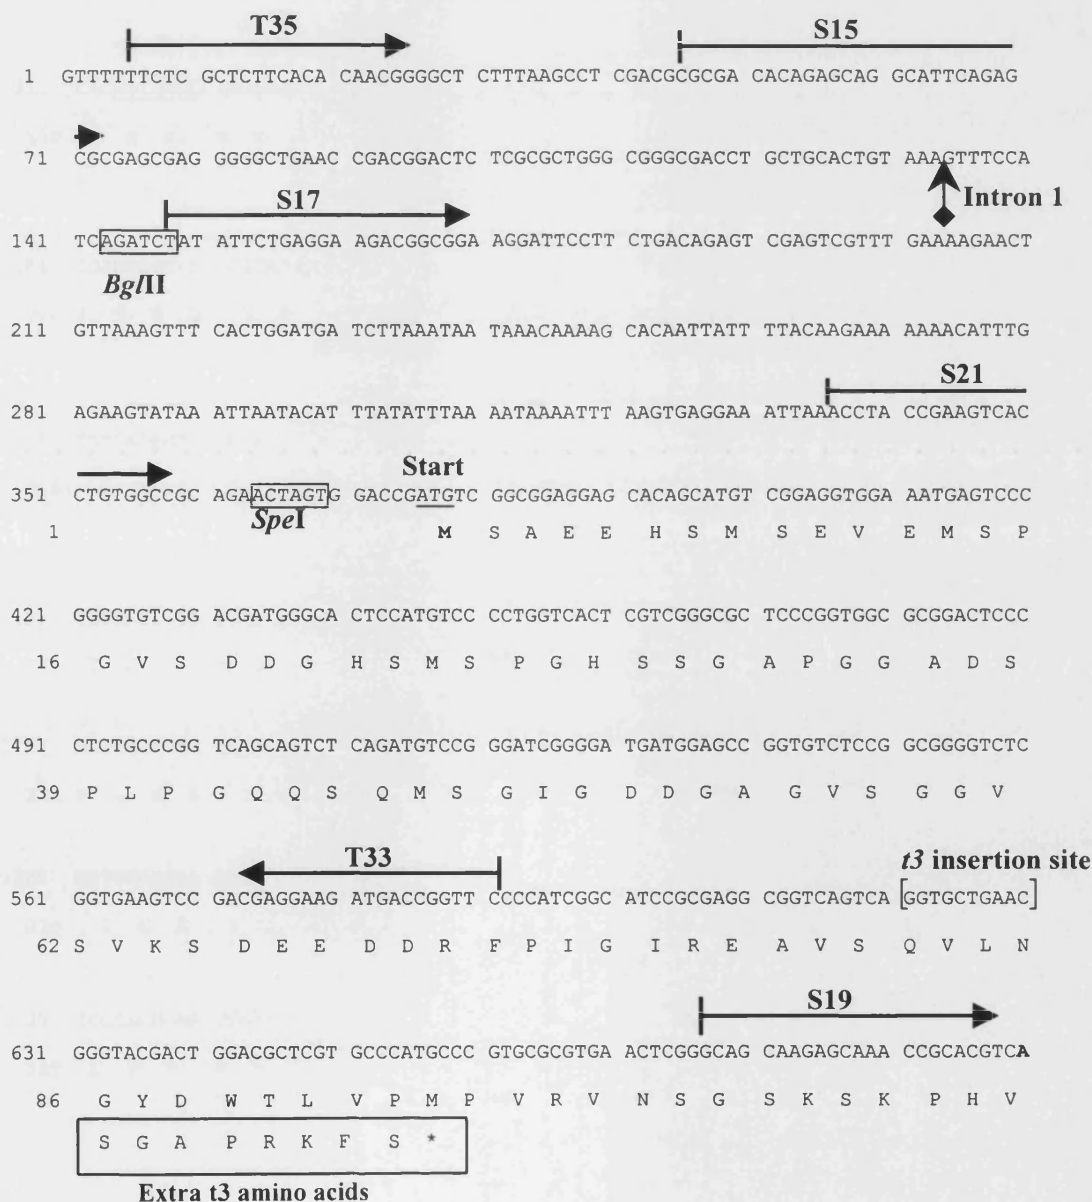 T35 S15
1 GTTTTTTCTC GCTCTTCACA CAACGGGGCT CTTTAAGCCT CGACGCGCGA CACAGAGCAG GCATTCAGAG
71 CGCGAGCGAG GGGGCTGAAC CGACGGACTC TCGCGCTGGG CGGGCGACCT GCTGCACTGT AAAGTTTCCA
S17 Intron 1
141 TCAGATCTAT ATTCTGAGGA AGACGGCGGA AGGATTCCTT CTGACAGAGT CGAGTCGTTT GAAAAGAACT
BglII
211 GTTAAAGTTT CACTGGATGA TCTTAAATAA TAAACAAAAG CACAATTATT TTACAAGAAA AAAACATTTG
S21
281 AGAAGTATAA ATTAATACAT TTATATTTAA AATAAAATTT AAGTGAGGAA ATTAAACCTA CCGAAGTCAC
Start
351 CTGTGGCCGC AGAACTAGTG GACCGATGTC GGCGGAGGAG CACAGCATGT CGGAGGTGGA AATGAGTCCC
SpeI
1 M S A E E H S M S E V E M S P
421 GGGGTGTCGG ACGATGGGCA CTCCATGTCC CCTGGTCACT CGTCGGGCGC TCCCGGTGGC GCGGACTCCC
16 G V S D D G H S M S P G H S S G A P G G A D S
491 CTCTGCCCGG TCAGCAGTCT CAGATGTCCG GGATCGGGGA TGATGGAGCC GGTGTCTCCG GCGGGGTCTC
39 P L P G Q Q S Q M S G I G D D G A G V S G G V
T33 t3 insertion site
561 GGTGAAGTCC GACGAGGAAG ATGACCGGTT CCCCATCGGC ATCCGCGAGG CGGTCAGTCA [GGTGCTGAAC]
62 S V K S D E E D D R F P I G I R E A V S Q V L N
S19
631 GGGTACGACT GGACGCTCGT GCCCATGCCC GTGCGCGTGA ACTCGGGCAG CAAGAGCAAA CCGCACGTCA
86 G Y D W T L V P M P V R V N S G S K S K P H V
S G A P R K F S *
Extra t3 amino acids